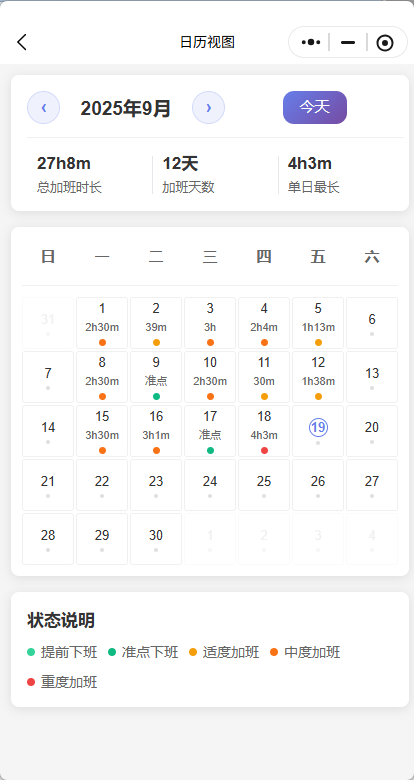 日历视图
2025年9月 今天
27h8m 12天 4h3m
总加班时长 加班天数 单日最长
日 一 二 三 四 五 六
31 1 2 3 4 5 6
2h30m 39m 3h 2h4m 1h13m
7 8 9 10 11 12 13
2h30m 准点 2h30m 30m 1h38m
14 15 16 17 18 19 20
3h30m 3h1m 准点 4h3m
21 22 23 24 25 26 27
28 29 30 1 2 3 4
状态说明
提前下班 准点下班 适度加班 中度加班
重度加班